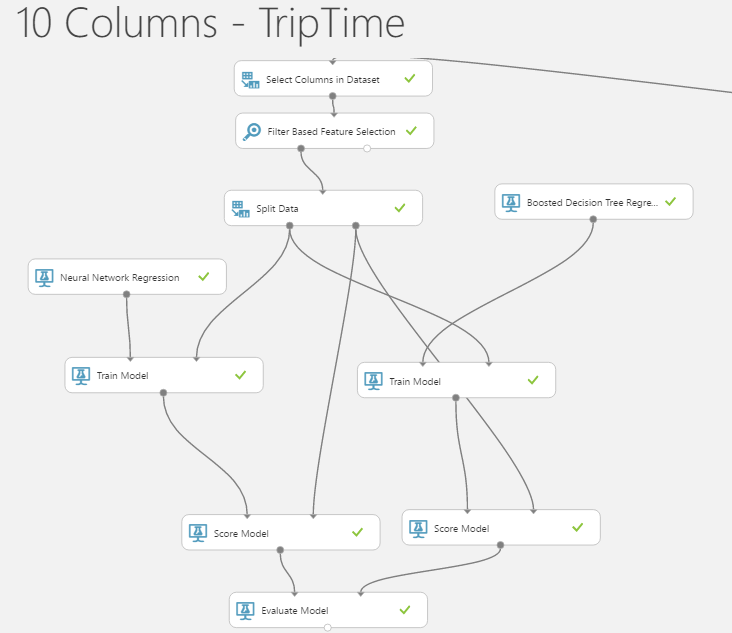 10 Columns - TripTime
Select Columns in Dataset
Filter Based Feature Selection
Split Data
Boosted Decision Tree Regre...
Neural Network Regression
Train Model
Train Model
Score Model
Score Model
Evaluate Model